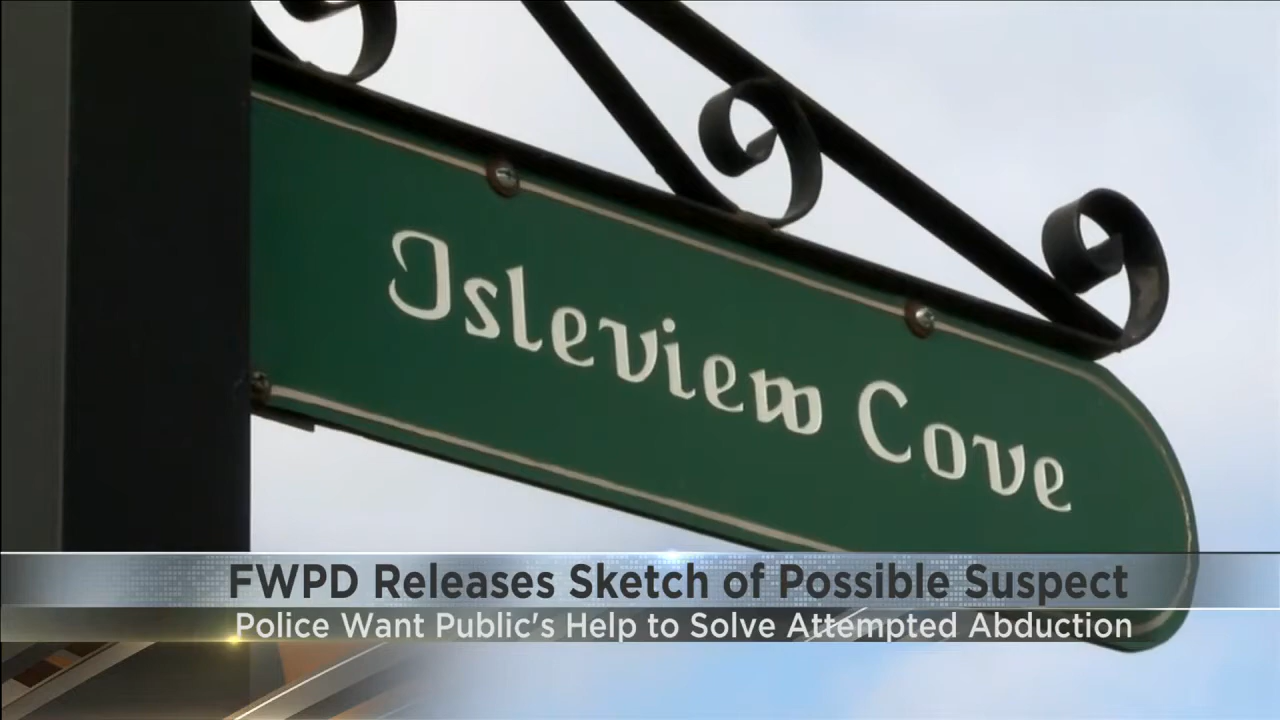 Isleview Cove
FWPD Releases Sketch of Possible Suspect
Police Want Public's Help to Solve Attempted Abduction